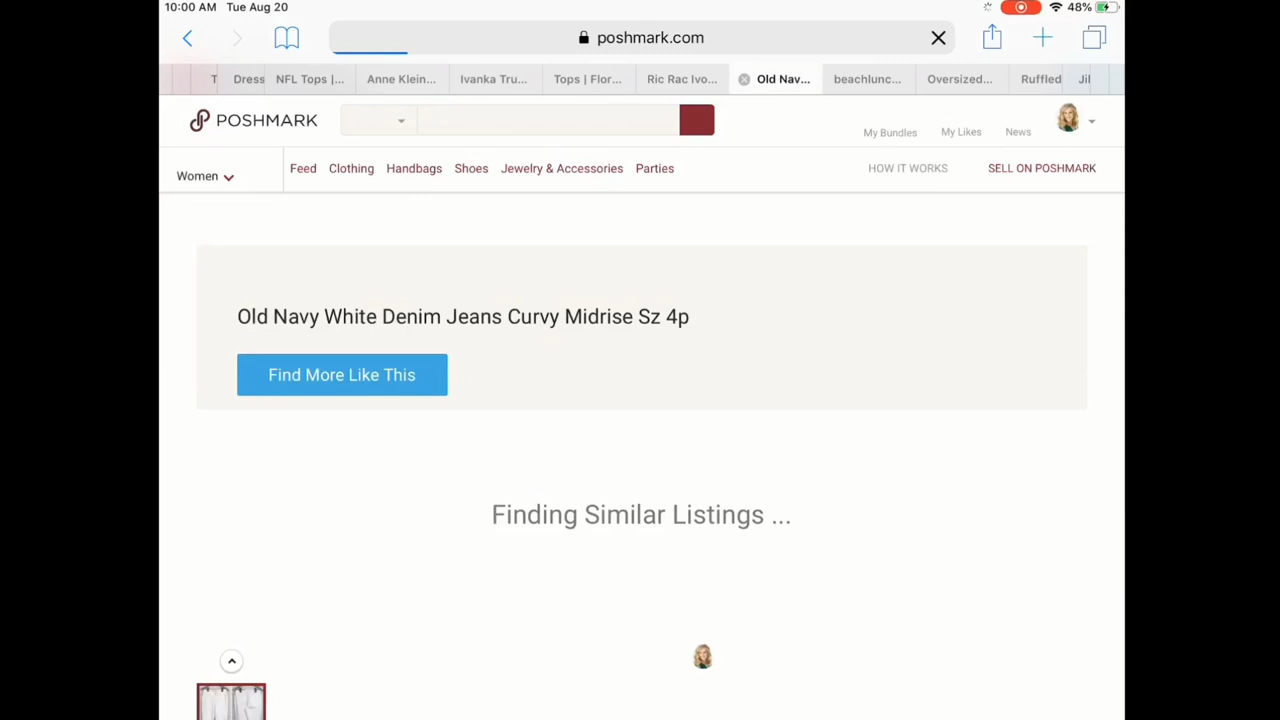 10:00 AM Tue Aug 20
48%
poshmark.com
T
Dress
NFL Tops |...
Anne Klein...
Ivanka Tru...
Tops | Flor...
Ric Rac Ivo...
Old Nav...
beachlunc...
Oversized...
Ruffled
Jil
POSHMARK
My Bundles
My Likes
News
Women
Feed
Clothing
Handbags
Shoes
Jewelry & Accessories
Parties
HOW IT WORKS
SELL ON POSHMARK
Old Navy White Denim Jeans Curvy Midrise Sz 4p
Find More Like This
Finding Similar Listings ...